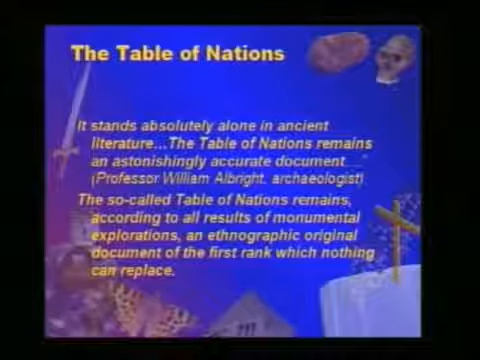 The Table of Nations
It stands absolutely alone in ancient
literature...The Table of Nations remains
an astonishingly accurate document
(Professor William Albright, archaeologist)
The so-called Table of Nations remains,
according to all results of monumental
explorations, an ethnographic original
document of the first rank which nothing
can replace.
???